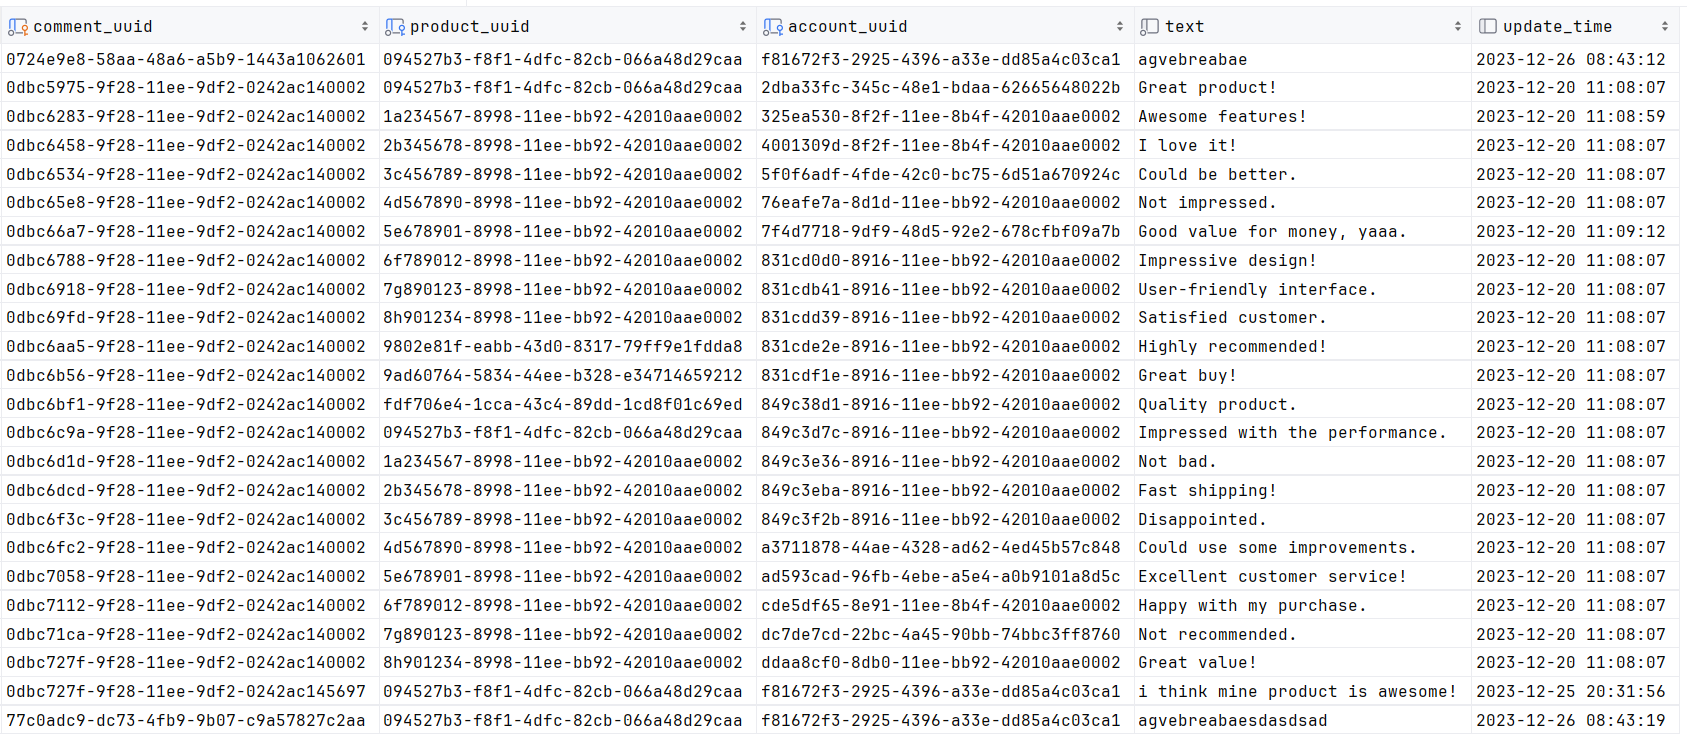 comment_uuid product_uuid account_uuid text update_time
0724e9e8-58aa-48a6-a5b9-1443a1062601 094527b3-f8f1-4dfc-82cb-066a48d29caa f81672f3-2925-4396-a33e-dd85a4c03ca1 agvebreabae 2023-12-26 08:43:12
0dbc5975-9f28-11ee-9df2-0242ac140002 094527b3-f8f1-4dfc-82cb-066a48d29caa 2dba33fc-345c-48e1-bdaa-62665648022b Great product! 2023-12-20 11:08:07
0dbc6283-9f28-11ee-9df2-0242ac140002 1a234567-8998-11ee-bb92-42010aae0002 325ea530-8f2f-11ee-8b4f-42010aae0002 Awesome features! 2023-12-20 11:08:59
0dbc6458-9f28-11ee-9df2-0242ac140002 2b345678-8998-11ee-bb92-42010aae0002 4001309d-8f2f-11ee-8b4f-42010aae0002 I love it! 2023-12-20 11:08:07
0dbc6534-9f28-11ee-9df2-0242ac140002 3c456789-8998-11ee-bb92-42010aae0002 5f0f6adf-4fde-42c0-bc75-6d51a670924c Could be better. 2023-12-20 11:08:07
0dbc65e8-9f28-11ee-9df2-0242ac140002 4d567890-8998-11ee-bb92-42010aae0002 76eafe7a-8d1d-11ee-bb92-42010aae0002 Not impressed. 2023-12-20 11:08:07
0dbc66a7-9f28-11ee-9df2-0242ac140002 5e678901-8998-11ee-bb92-42010aae0002 7f4d7718-9df9-48d5-92e2-678cfbf09a7b Good value for money, yaaa. 2023-12-20 11:09:12
0dbc6788-9f28-11ee-9df2-0242ac140002 6f789012-8998-11ee-bb92-42010aae0002 831cd0d0-8916-11ee-bb92-42010aae0002 Impressive design! 2023-12-20 11:08:07
0dbc6918-9f28-11ee-9df2-0242ac140002 7g890123-8998-11ee-bb92-42010aae0002 831cdb41-8916-11ee-bb92-42010aae0002 User-friendly interface. 2023-12-20 11:08:07
0dbc69fd-9f28-11ee-9df2-0242ac140002 8h901234-8998-11ee-bb92-42010aae0002 831cdd39-8916-11ee-bb92-42010aae0002 Satisfied customer. 2023-12-20 11:08:07
0dbc6aa5-9f28-11ee-9df2-0242ac140002 9802e81f-eabb-43d0-8317-79ff9e1fdda8 831cde2e-8916-11ee-bb92-42010aae0002 Highly recommended! 2023-12-20 11:08:07
0dbc6b56-9f28-11ee-9df2-0242ac140002 9ad60764-5834-44ee-b328-e34714659212 831cdf1e-8916-11ee-bb92-42010aae0002 Great buy! 2023-12-20 11:08:07
0dbc6bf1-9f28-11ee-9df2-0242ac140002 fdf706e4-1cca-43c4-89dd-1cd8f01c69ed 849c38d1-8916-11ee-bb92-42010aae0002 Quality product. 2023-12-20 11:08:07
0dbc6c9a-9f28-11ee-9df2-0242ac140002 094527b3-f8f1-4dfc-82cb-066a48d29caa 849c3d7c-8916-11ee-bb92-42010aae0002 Impressed with the performance. 2023-12-20 11:08:07
0dbc6d1d-9f28-11ee-9df2-0242ac140002 1a234567-8998-11ee-bb92-42010aae0002 849c3e36-8916-11ee-bb92-42010aae0002 Not bad. 2023-12-20 11:08:07
0dbc6dcd-9f28-11ee-9df2-0242ac140002 2b345678-8998-11ee-bb92-42010aae0002 849c3eba-8916-11ee-bb92-42010aae0002 Fast shipping! 2023-12-20 11:08:07
0dbc6f3c-9f28-11ee-9df2-0242ac140002 3c456789-8998-11ee-bb92-42010aae0002 849c3f2b-8916-11ee-bb92-42010aae0002 Disappointed. 2023-12-20 11:08:07
0dbc6fc2-9f28-11ee-9df2-0242ac140002 4d567890-8998-11ee-bb92-42010aae0002 a3711878-44ae-4328-ad62-4ed45b57c848 Could use some improvements. 2023-12-20 11:08:07
0dbc7058-9f28-11ee-9df2-0242ac140002 5e678901-8998-11ee-bb92-42010aae0002 ad593cad-96fb-4ebe-a5e4-a0b9101a8d5c Excellent customer service! 2023-12-20 11:08:07
0dbc7112-9f28-11ee-9df2-0242ac140002 6f789012-8998-11ee-bb92-42010aae0002 cde5df65-8e91-11ee-8b4f-42010aae0002 Happy with my purchase. 2023-12-20 11:08:07
0dbc71ca-9f28-11ee-9df2-0242ac140002 7g890123-8998-11ee-bb92-42010aae0002 dc7de7cd-22bc-4a45-90bb-74bbc3ff8760 Not recommended. 2023-12-20 11:08:07
0dbc727f-9f28-11ee-9df2-0242ac140002 8h901234-8998-11ee-bb92-42010aae0002 ddaa8cf0-8db0-11ee-bb92-42010aae0002 Great value! 2023-12-20 11:08:07
0dbc727f-9f28-11ee-9df2-0242ac145697 094527b3-f8f1-4dfc-82cb-066a48d29caa f81672f3-2925-4396-a33e-dd85a4c03ca1 i think mine product is awesome! 2023-12-25 20:31:56
77c0adc9-dc73-4fb9-9b07-c9a57827c2aa 094527b3-f8f1-4dfc-82cb-066a48d29caa f81672f3-2925-4396-a33e-dd85a4c03ca1 agvebreabaesdasdsad 2023-12-26 08:43:19